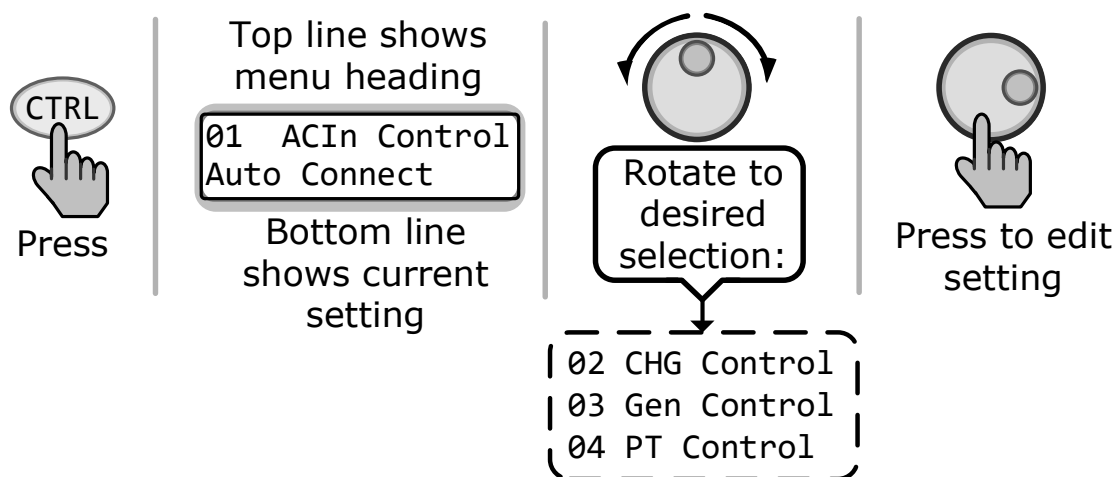 CTRL
Press
Top line shows
menu heading
01  ACIn Control
Auto Connect
Bottom line
shows current
setting
Rotate to
desired
selection:
02 CHG Control
03 Gen Control
04 PT Control
Press to edit
setting